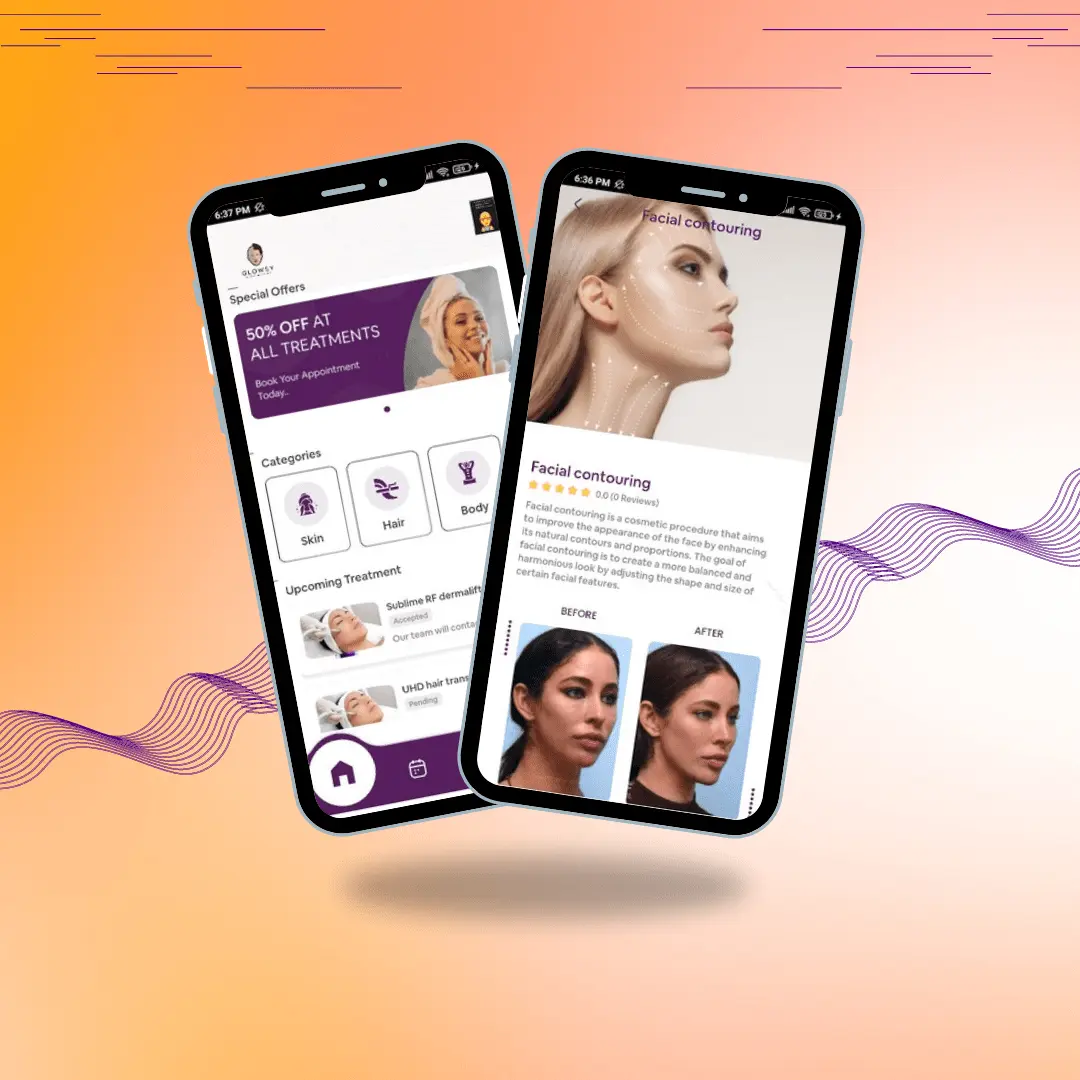 6:37 PM
GLOWSY
Special Offers
50% OFF AT
ALL TREATMENTS
Book Your Appointment
Today..
Categories
Skin
Hair
Body
Upcoming Treatment
Sublime RF dermalift
Accepted
Our team will conta
UHD hair trans
Pending
6:36 PM
Facial contouring
Facial contouring
0.0 (0 Reviews)
Facial contouring is a cosmetic procedure that aims
to improve the appearance of the face by enhancing
its natural contours and proportions. The goal of
facial contouring is to create a more balanced and
harmonious look by adjusting the shape and size of
certain facial features.
BEFORE
AFTER